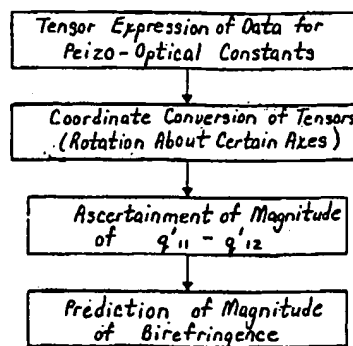 Tensor Expression of Data for
Peizo-Optical Constants
Coordinate Conversion of Tensors
(Rotation About Certain Axes)
Ascertainment of Magnitude
of q'11 - q'12
Prediction of Magnitude
of Birefringence